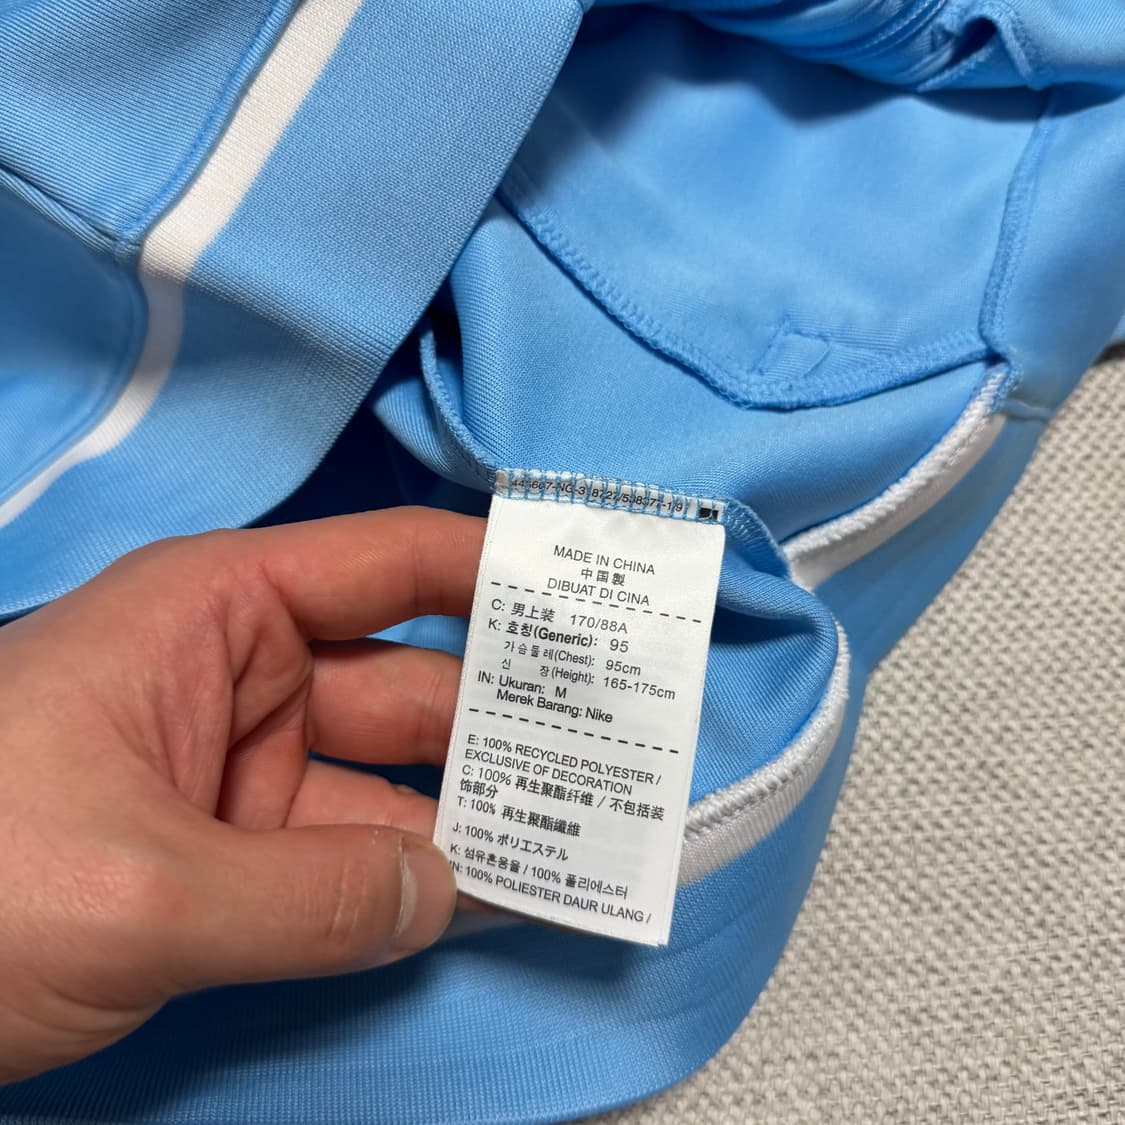 MADE IN CHINA
中国製
DIBUAT DI CINA
C: 男上装 170/88A
K: 호칭(Generic): 95
가슴둘레(Chest): 95cm
신 장(Height): 165-175cm
IN: Ukuran: M
Merek Barang: Nike
E: 100% RECYCLED POLYESTER /
EXCLUSIVE OF DECORATION
C: 100% 再生聚酯纤维 / 不包括装
饰部分
T: 100% 再生聚酯纖維
J: 100% ポリエステル
K: 섬유혼용율 / 100% 폴리에스터
IN: 100% POLIESTER DAUR ULANG /